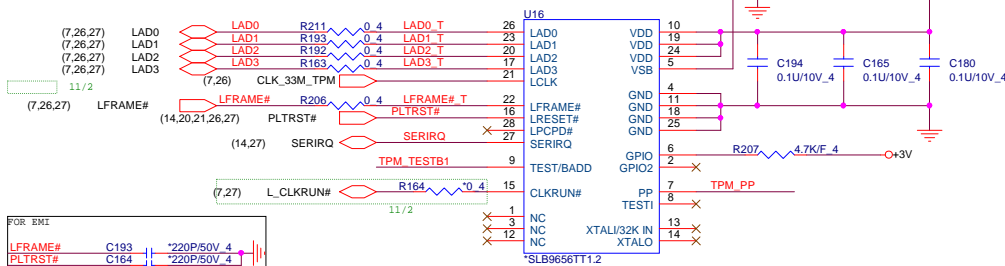 U16
(7,26,27) LAD0 LAD0 R211 0_4 LAD0_T 26 LAD0 VDD 10
(7,26,27) LAD1 LAD1 R193 0_4 LAD1_T 23 LAD1 VDD 19
(7,26,27) LAD2 LAD2 R192 0_4 LAD2_T 20 LAD2 VDD 24
(7,26,27) LAD3 LAD3 R163 0_4 LAD3_T 17 LAD3 VSB 5
C194 C165 C180
0.1U/10V_4 0.1U/10V_4 0.1U/10V_4
(7,26) CLK_33M_TPM 21 LCLK
11/2
GND 4
(7,26,27) LFRAME# LFRAME# R206 0_4 LFRAME#_T 22 LFRAME# GND 11
(14,20,21,26,27) PLTRST# PLTRST# 16 LRESET# GND 18
28 LPCPD# GND 25
(14,27) SERIRQ SERIRQ 27 SERIRQ
GPIO 6 R207 4.7K/F_4 +3V
TPM_TESTB1 9 TEST/BADD GPIO2 2
(7,27) L_CLKRUN# R164 *0_4 15 CLKRUN# PP 7 TPM_PP
11/2
TESTI 8
1 NC
3 NC XTALI/32K IN 13
12 NC XTALO 14
*SLB9656TT1.2
FOR EMI
LFRAME# C193 *220P/50V_4
PLTRST# C164 *220P/50V_4